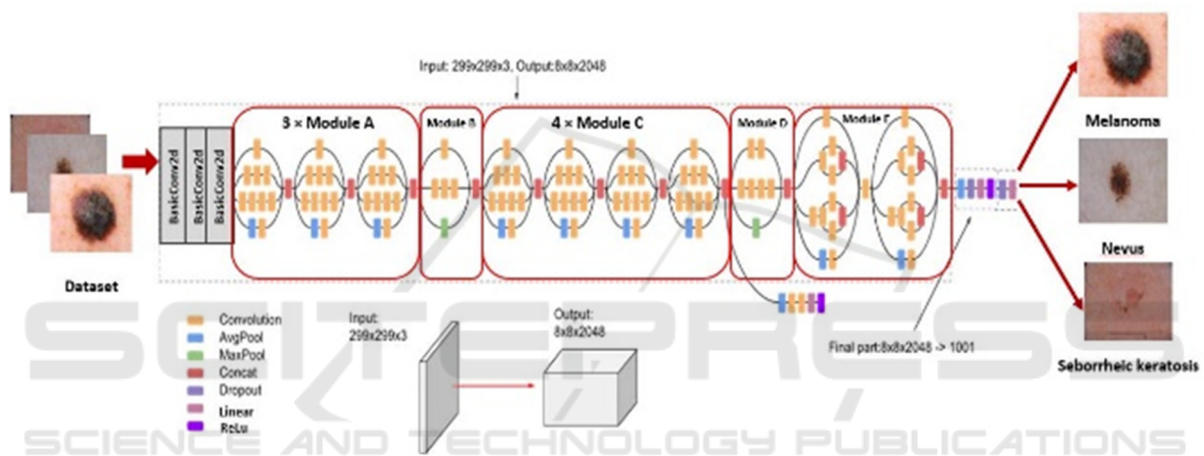 Input: 299x299x3, Output:8x8x2048
3 × Module A
Module B
4 × Module C
Module D
Module E
BasicConv2d
BasicConv2d
BasicConv2d
Dataset
Melanoma
Nevus
Seborrheic keratosis
Convolution
AvgPool
MaxPool
Concat
Dropout
Linear
ReLu
Input:
299x299x3
Output:
8x8x2048
Final part:8x8x2048 -> 1001
SCITEPRESS
SCIENCE AND TECHNOLOGY PUBLICATIONS